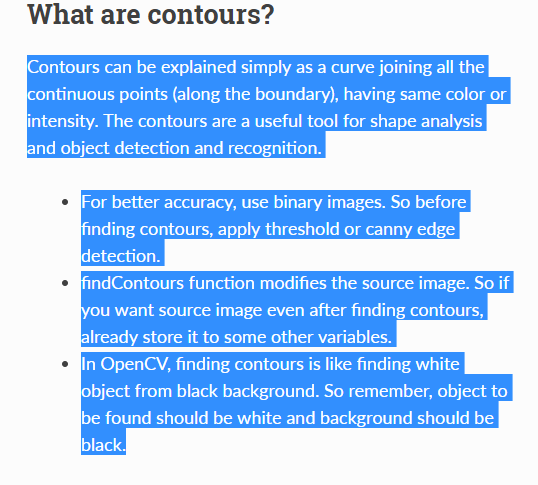 What are contours?
Contours can be explained simply as a curve joining all the
continuous points (along the boundary), having same color or
intensity. The contours are a useful tool for shape analysis
and object detection and recognition.
• For better accuracy, use binary images. So before
finding contours, apply threshold or canny edge
detection.
• findContours function modifies the source image. So if
you want source image even after finding contours,
already store it to some other variables.
• In OpenCV, finding contours is like finding white
object from black background. So remember, object to
be found should be white and background should be
black.